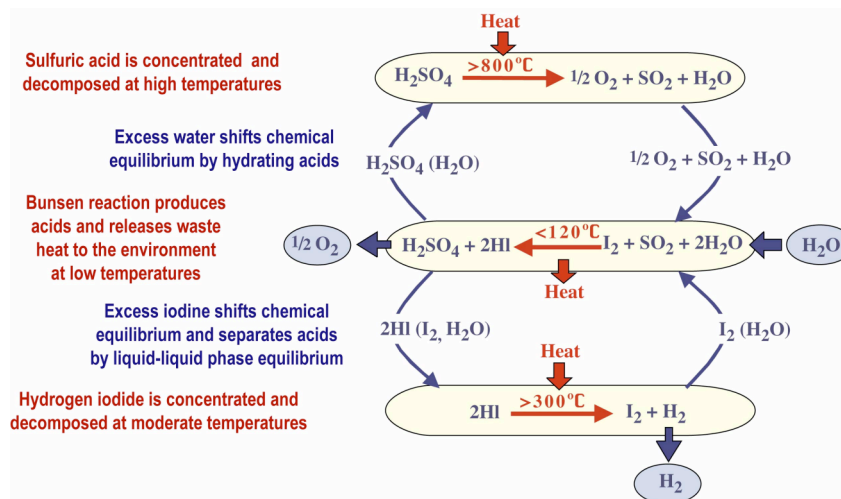 Heat
Sulfuric acid is concentrated and
decomposed at high temperatures
H₂SO₄ >800°C 1/2 O₂ + SO₂ + H₂O
Excess water shifts chemical
equilibrium by hydrating acids
H₂SO₄ (H₂O)
1/2 O₂ + SO₂ + H₂O
Bunsen reaction produces
acids and releases waste
heat to the environment
at low temperatures
1/2 O₂
H₂SO₄ + 2HI <120°C I₂ + SO₂ + 2H₂O
H₂O
Heat
Excess iodine shifts chemical
equilibrium and separates acids
by liquid-liquid phase equilibrium
2HI (I₂, H₂O)
I₂ (H₂O)
Heat
Hydrogen iodide is concentrated and
decomposed at moderate temperatures
2HI >300°C I₂ + H₂
H₂